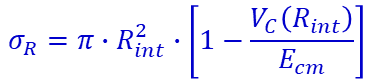 σ_R = π · R_int^2 · [1 − V_C(R_int) / E_cm]